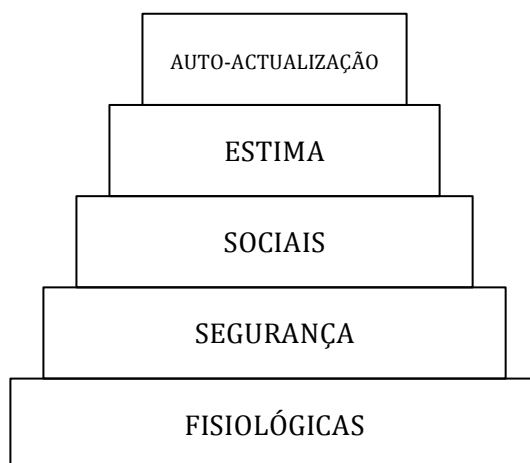 AUTO-ACTUALIZAÇÃO
ESTIMA
SOCIAIS
SEGURANÇA
FISIOLÓGICAS